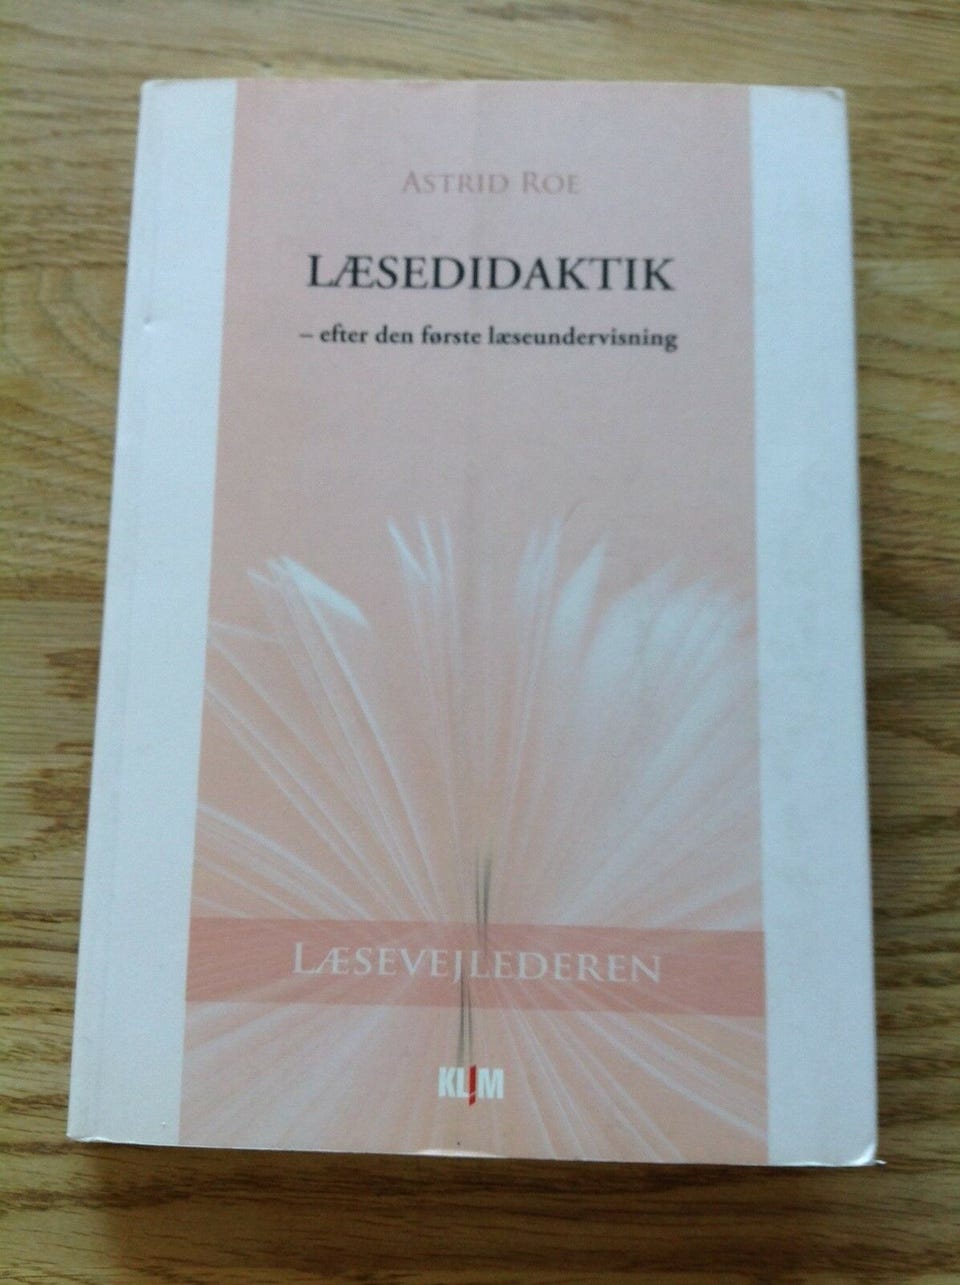 ASTRID ROE
LÆSEDIDAKTIK
– efter den første læseundervisning
LÆSEVEJLEDEREN
KLIM